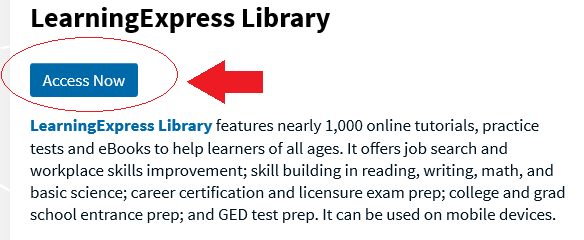 LearningExpress Library
Access Now
LearningExpress Library features nearly 1,000 online tutorials, practice
tests and eBooks to help learners of all ages. It offers job search and
workplace skills improvement; skill building in reading, writing, math, and
basic science; career certification and licensure exam prep; college and grad
school entrance prep; and GED test prep. It can be used on mobile devices.